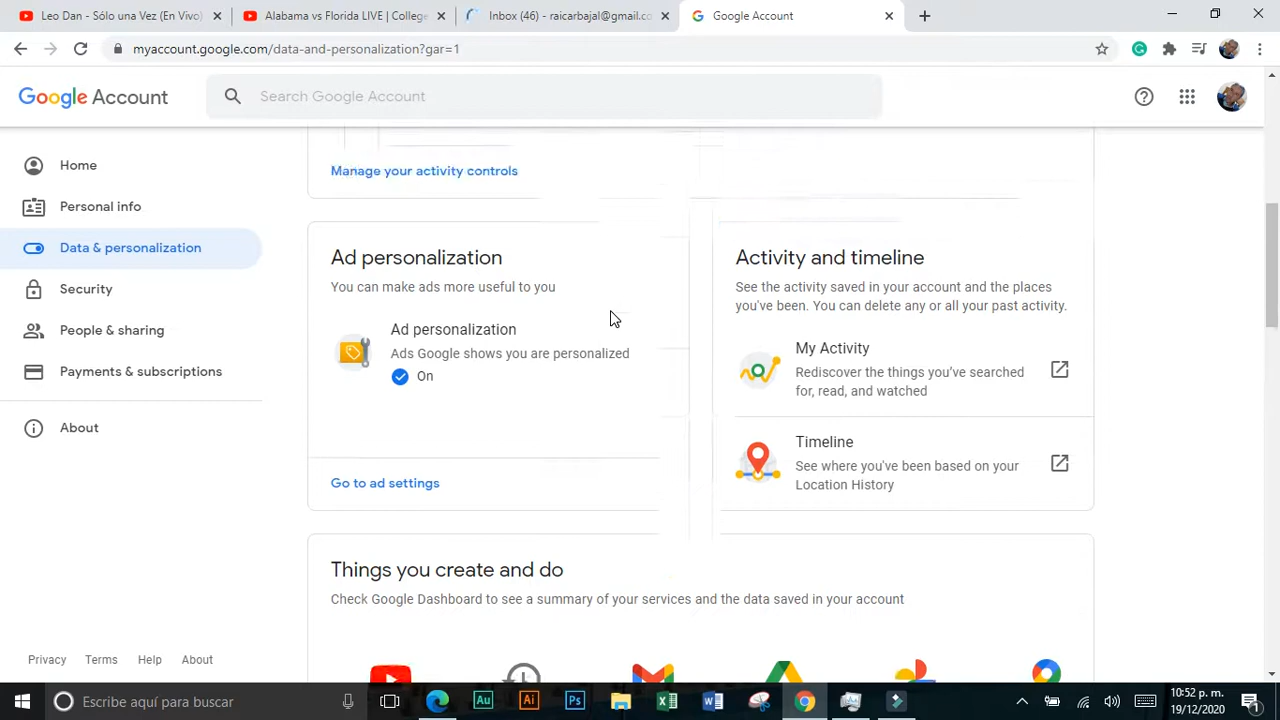 Leo Dan - Sólo una Vez (En Vivo)
Alabama vs Florida LIVE | College
Inbox (46) - raicarbajal@gmail.co
Google Account
myaccount.google.com/data-and-personalization?gar=1
Google Account
Search Google Account
Home
Personal info
Data & personalization
Security
People & sharing
Payments & subscriptions
About
Privacy Terms Help About
Manage your activity controls
Ad personalization
You can make ads more useful to you
Ad personalization
Ads Google shows you are personalized
On
Go to ad settings
Activity and timeline
See the activity saved in your account and the places
you've been. You can delete any or all your past activity.
My Activity
Rediscover the things you've searched
for, read, and watched
Timeline
See where you've been based on your
Location History
Things you create and do
Check Google Dashboard to see a summary of your services and the data saved in your account
Escribe aquí para buscar
Au
Ai
Ps
10:52 p. m.
19/12/2020
1